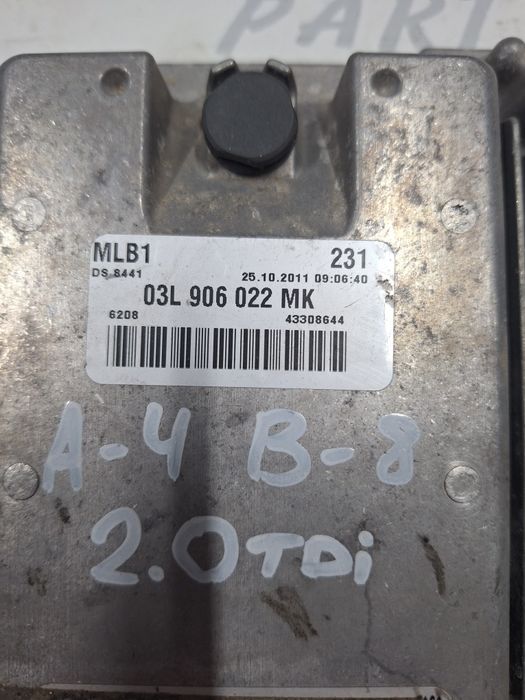 PART
MLB1 231
DS 8441 25.10.2011 09:06:40
03L 906 022 MK
6208 43308644
A-4 B-8
2.0TDi